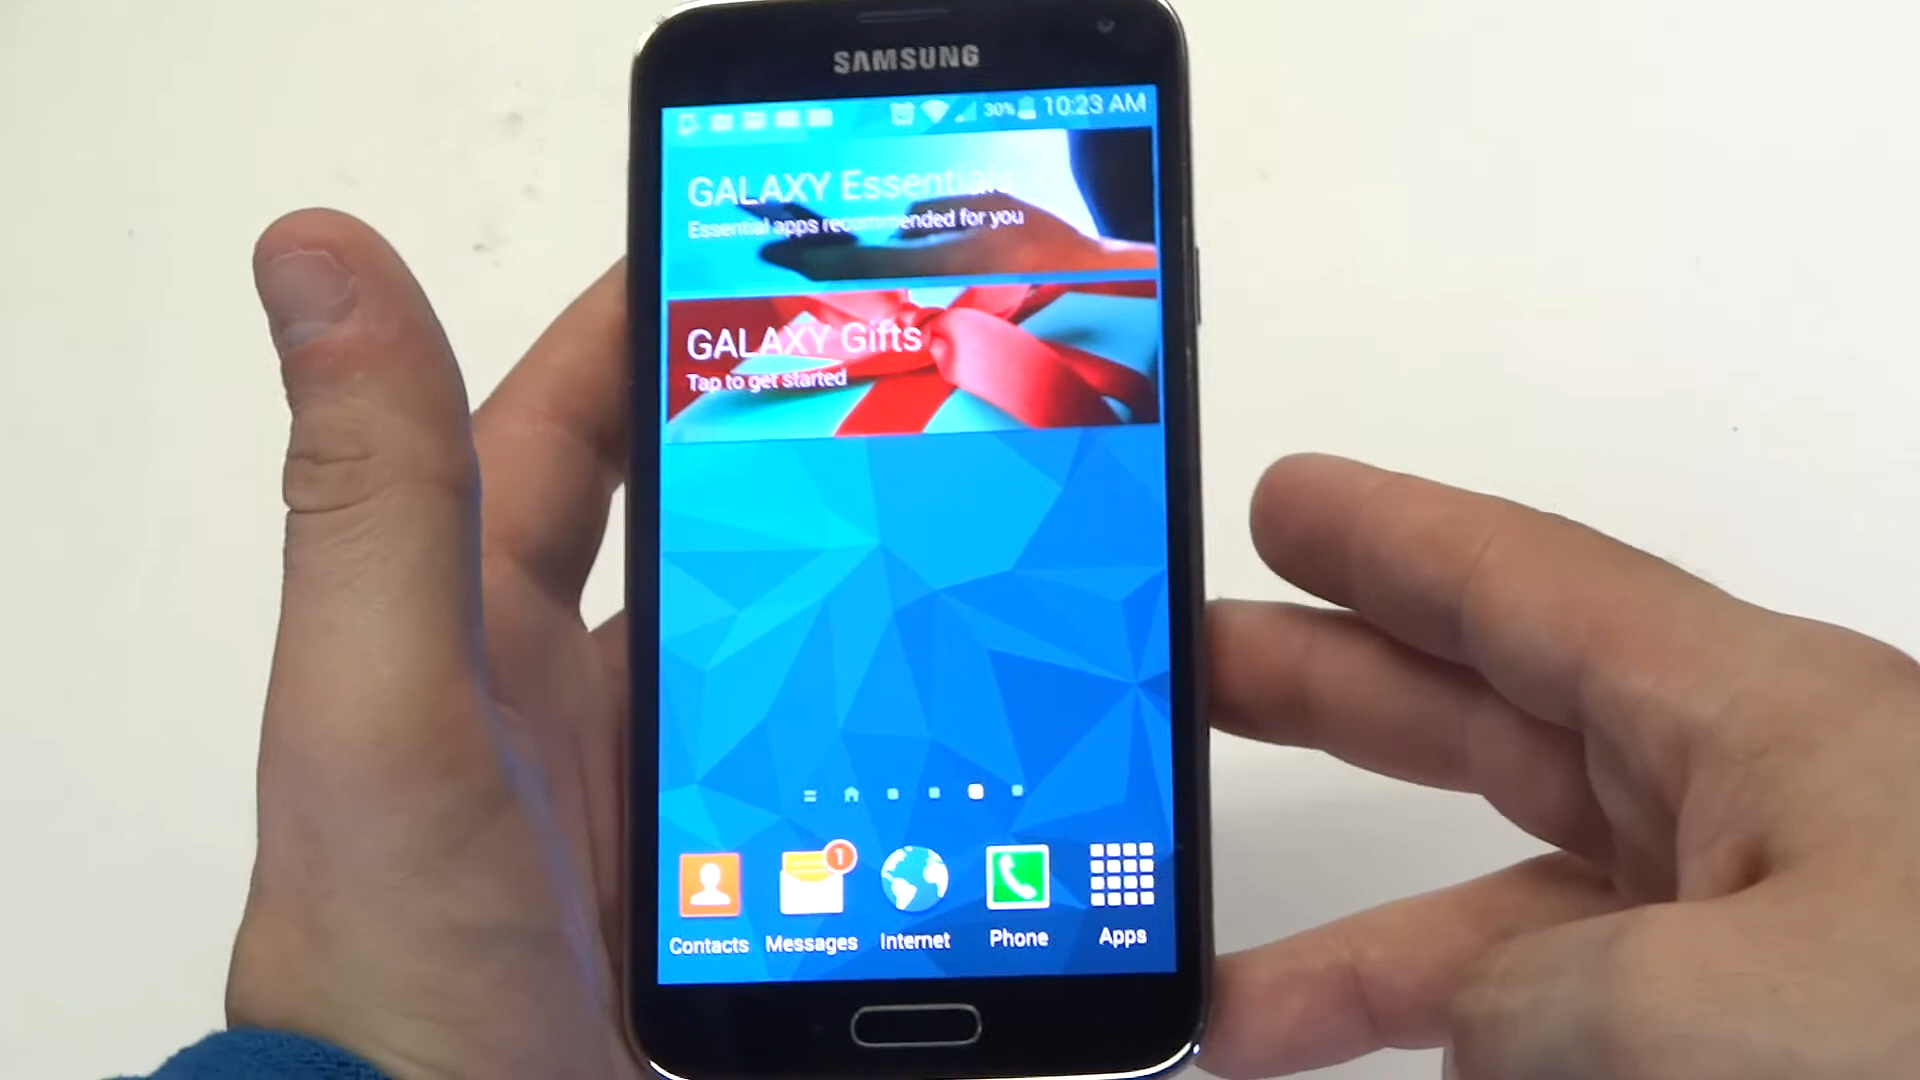 SAMSUNG
30% 10:23 AM
GALAXY Essentials
Essential apps recommended for you
GALAXY Gifts
Tap to get started
1
Contacts Messages Internet Phone Apps